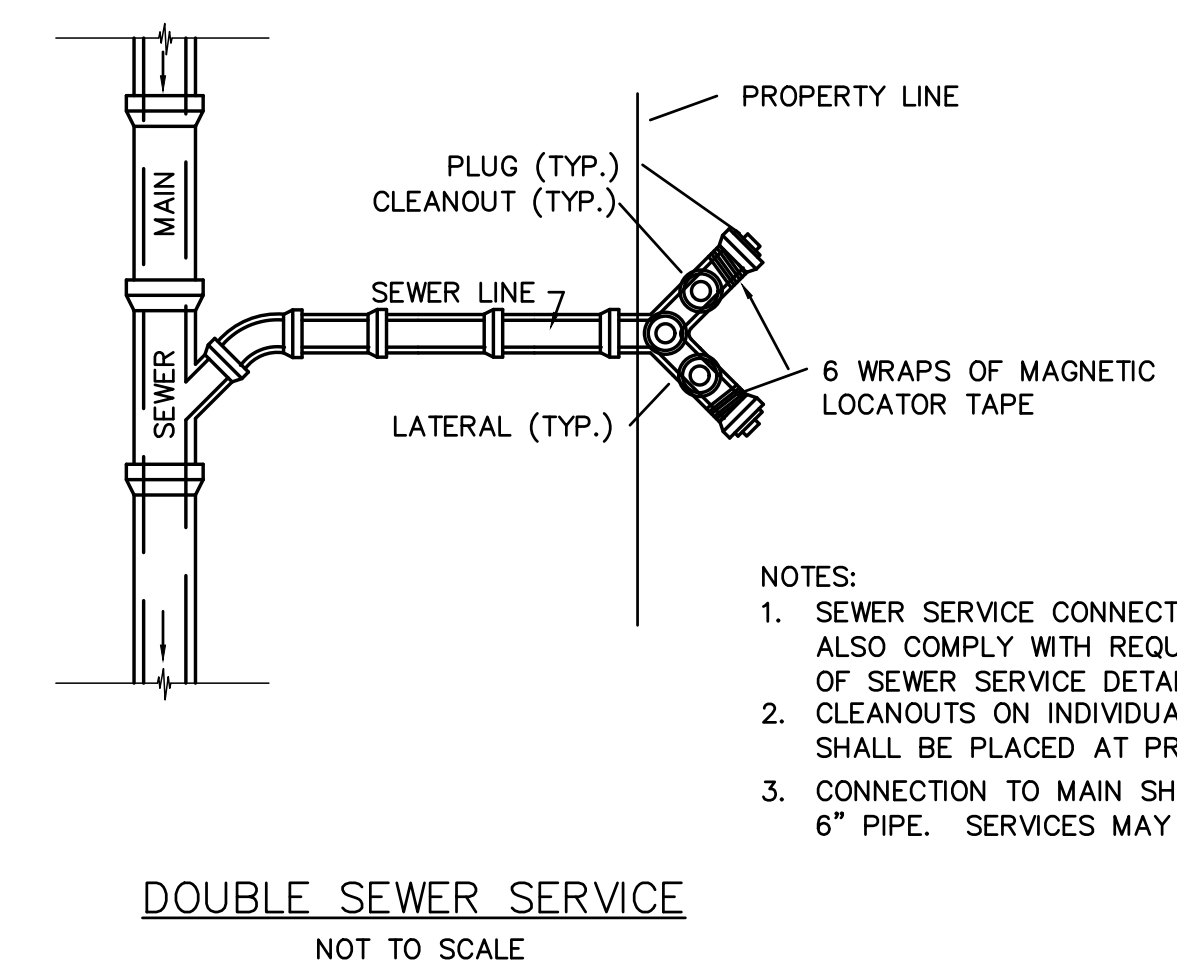 PROPERTY LINE
PLUG (TYP.)
CLEANOUT (TYP.)
MAIN
SEWER LINE
SEWER
6 WRAPS OF MAGNETIC
LOCATOR TAPE
LATERAL (TYP.)
NOTES:
1. SEWER SERVICE CONNECT
ALSO COMPLY WITH REQU
OF SEWER SERVICE DETAI
2. CLEANOUTS ON INDIVIDUA
SHALL BE PLACED AT PR
3. CONNECTION TO MAIN SH
6" PIPE. SERVICES MAY
DOUBLE SEWER SERVICE
NOT TO SCALE